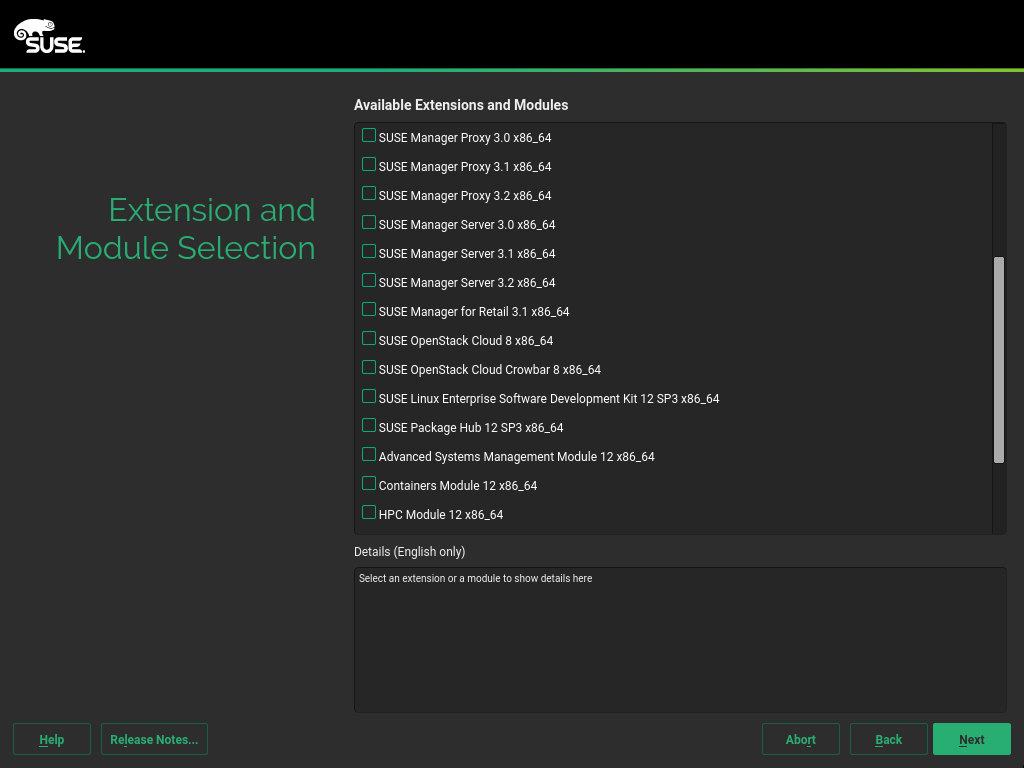 SUSE.
Available Extensions and Modules
Extension and
Module Selection
SUSE Manager Proxy 3.0 x86_64
SUSE Manager Proxy 3.1 x86_64
SUSE Manager Proxy 3.2 x86_64
SUSE Manager Server 3.0 x86_64
SUSE Manager Server 3.1 x86_64
SUSE Manager Server 3.2 x86_64
SUSE Manager for Retail 3.1 x86_64
SUSE OpenStack Cloud 8 x86_64
SUSE OpenStack Cloud Crowbar 8 x86_64
SUSE Linux Enterprise Software Development Kit 12 SP3 x86_64
SUSE Package Hub 12 SP3 x86_64
Advanced Systems Management Module 12 x86_64
Containers Module 12 x86_64
HPC Module 12 x86_64
Details (English only)
Select an extension or a module to show details here
Help
Release Notes...
Abort
Back
Next